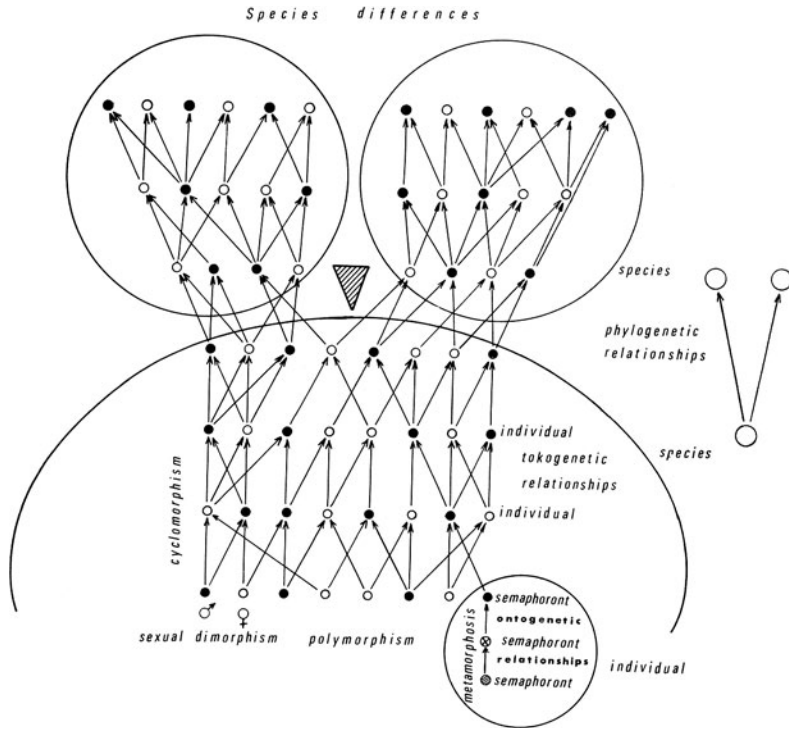 Species differences
species
phylogenetic
relationships
individual
species
tokogenetic
relationships
cyclomorphism
individual
semaphoront
♂ ♀
ontogenetic
sexual dimorphism
polymorphism
metamorphosis
semaphoront
relationships
individual
semaphoront